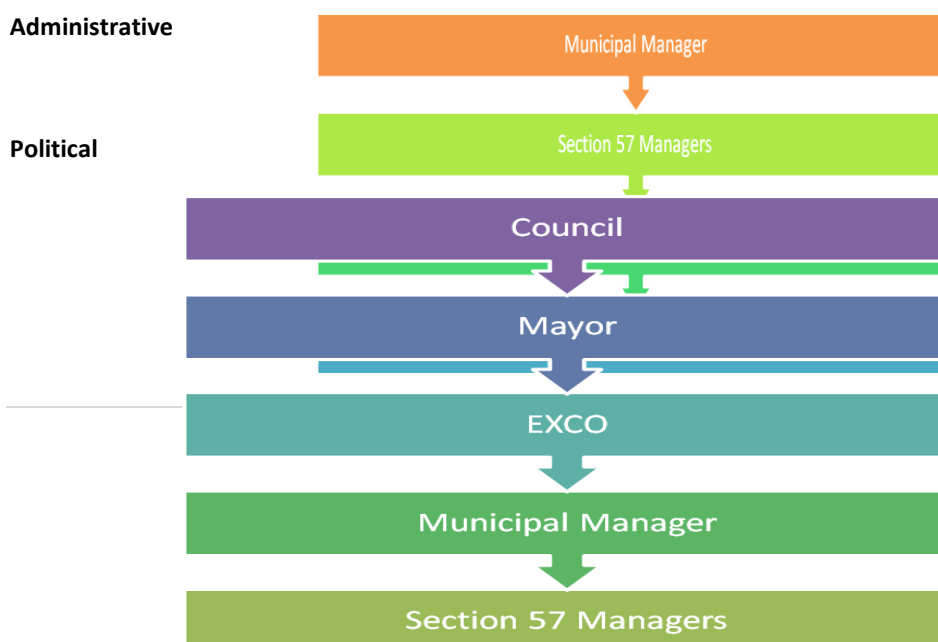 Administrative
Municipal Manager
Political
Section 57 Managers
Council
Mayor
EXCO
Municipal Manager
Section 57 Managers